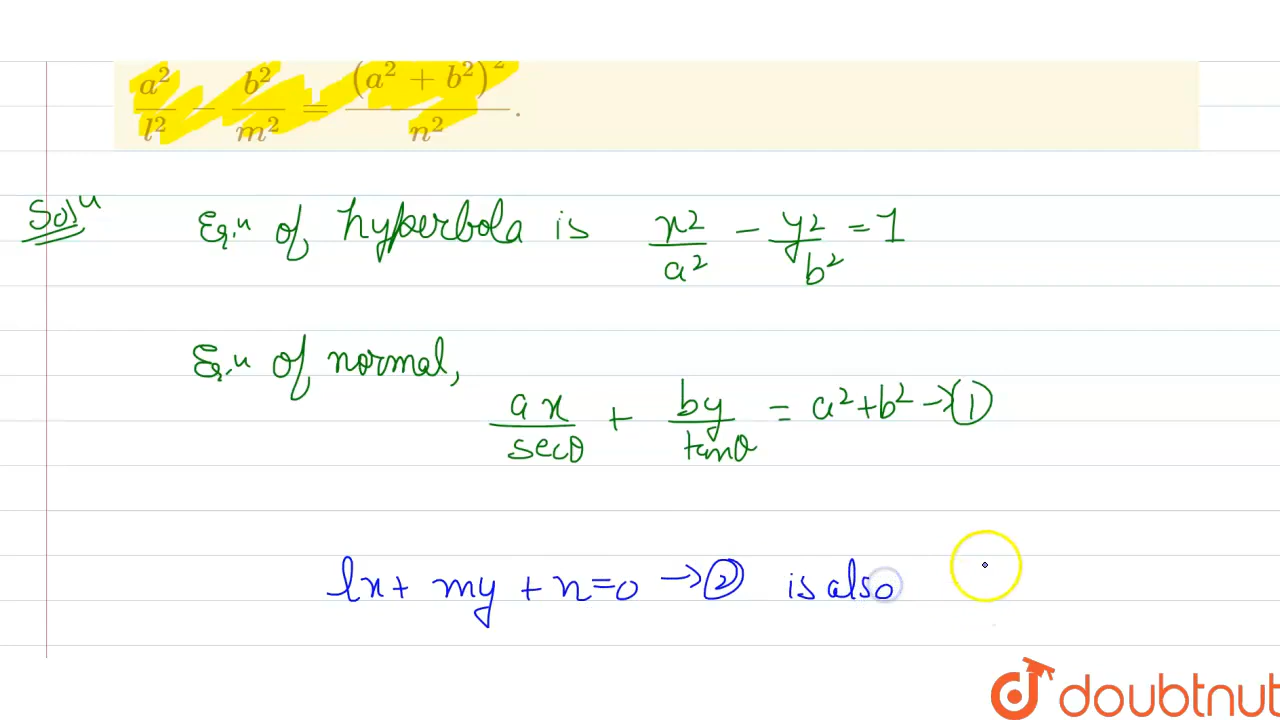 a²/l² − b²/m² = (a² + b²)²/n².
Solⁿ Eq.ⁿ of hyperbola is x²/a² − y²/b² = 1
Eq.ⁿ of normal,
ax/secθ + by/tanθ = a²+b² → (1)
lx + my + n = 0 → (2) is also
doubtnut